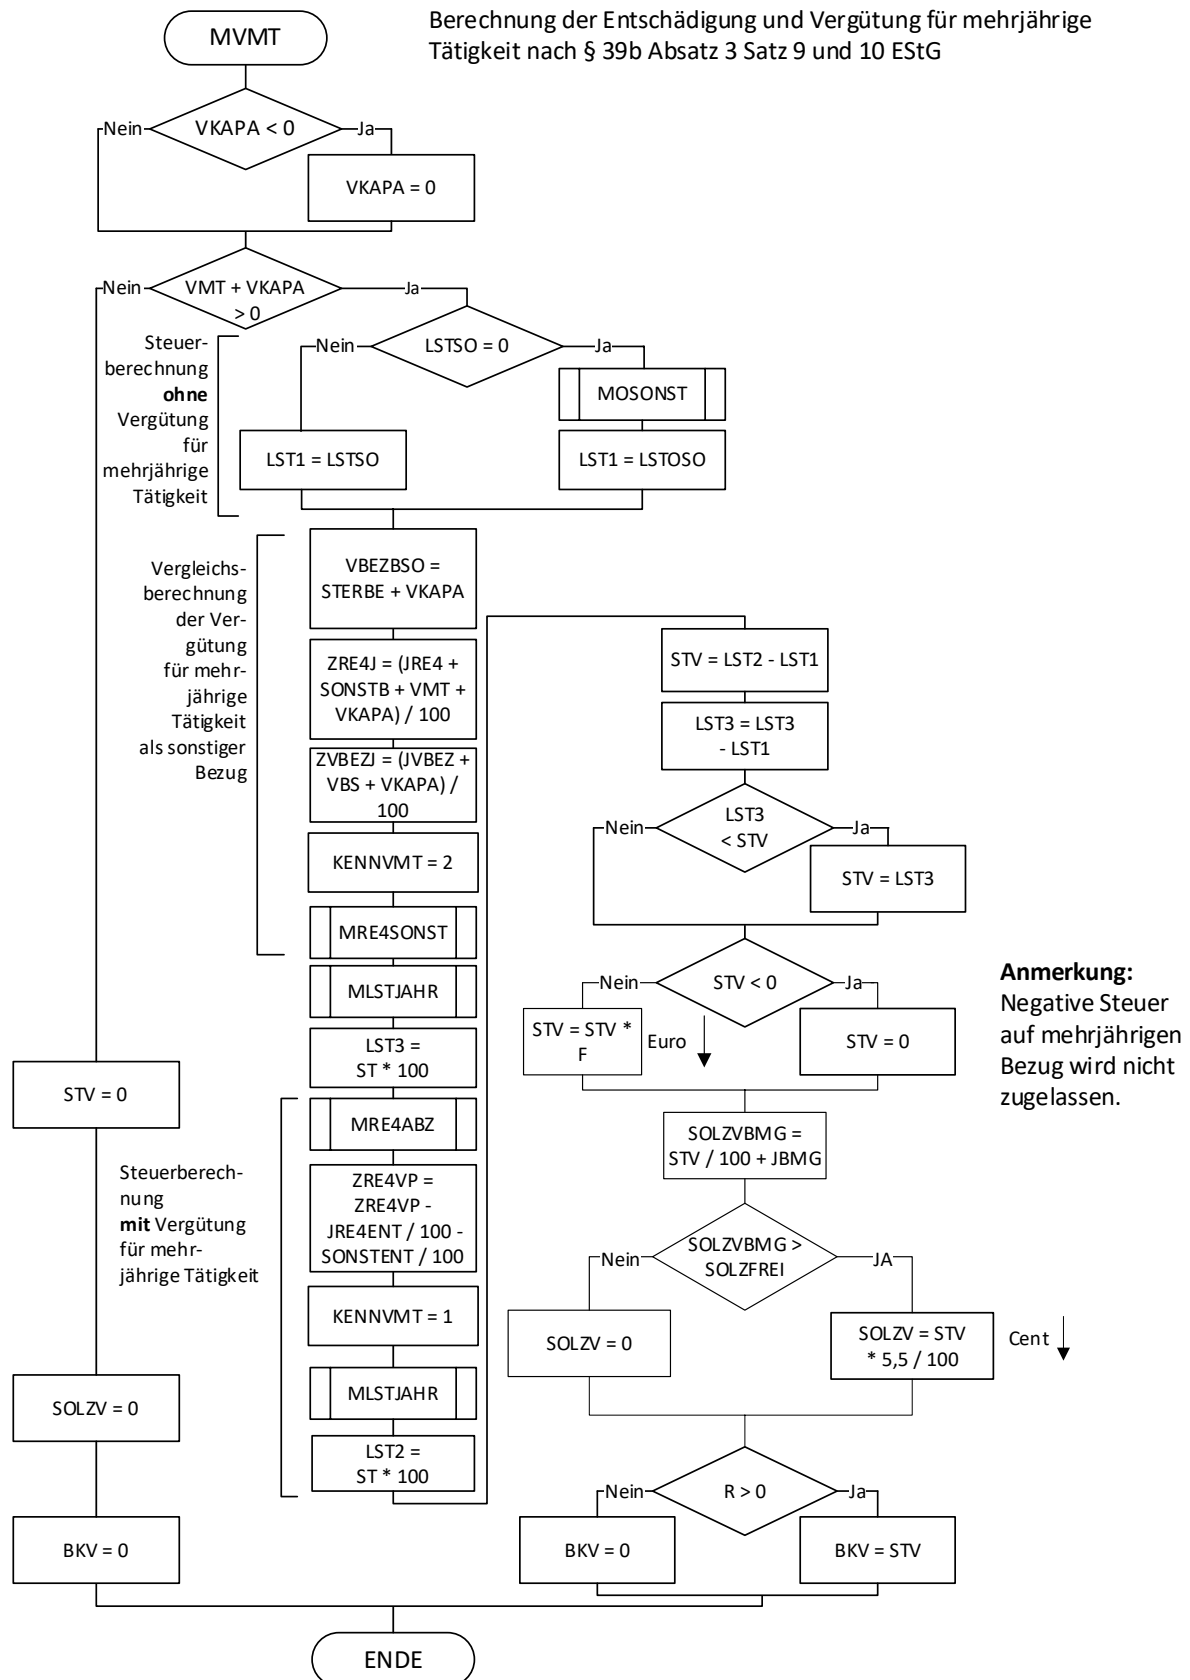 Berechnung der Entschädigung und Vergütung für mehrjährige
Tätigkeit nach § 39b Absatz 3 Satz 9 und 10 EStG
MVMT
Nein
VKAPA < 0
Ja
VKAPA = 0
Nein
VMT + VKAPA
> 0
Ja
Steuer-
berechnung
ohne
Vergütung
für
mehrjährige
Tätigkeit
Nein
LSTSO = 0
Ja
MOSONST
LST1 = LSTSO
LST1 = LSTOSO
Vergleichs-
berechnung
der Ver-
gütung
für mehr-
jährige
Tätigkeit
als sonstiger
Bezug
VBEZBSO =
STERBE + VKAPA
ZRE4J = (JRE4 +
SONSTB + VMT +
VKAPA) / 100
ZVBEZJ = (JVBEZ +
VBS + VKAPA) /
100
KENNVMT = 2
MRE4SONST
MLSTJAHR
LST3 =
ST * 100
STV = 0
Steuerberech-
nung
mit Vergütung
für mehr-
jährige Tätigkeit
MRE4ABZ
ZRE4VP =
ZRE4VP -
JRE4ENT / 100 -
SONSTENT / 100
KENNVMT = 1
MLSTJAHR
LST2 =
ST * 100
SOLZV = 0
BKV = 0
STV = LST2 - LST1
LST3 = LST3
- LST1
Nein
LST3
< STV
Ja
STV = LST3
Nein
STV < 0
Ja
STV = STV *
F
Euro
STV = 0
Anmerkung:
Negative Steuer
auf mehrjährigen
Bezug wird nicht
zugelassen.
SOLZVBMG =
STV / 100 + JBMG
Nein
SOLZVBMG >
SOLZFREI
JA
SOLZV = 0
SOLZV = STV
* 5,5 / 100
Cent
Nein
R > 0
Ja
BKV = 0
BKV = STV
ENDE